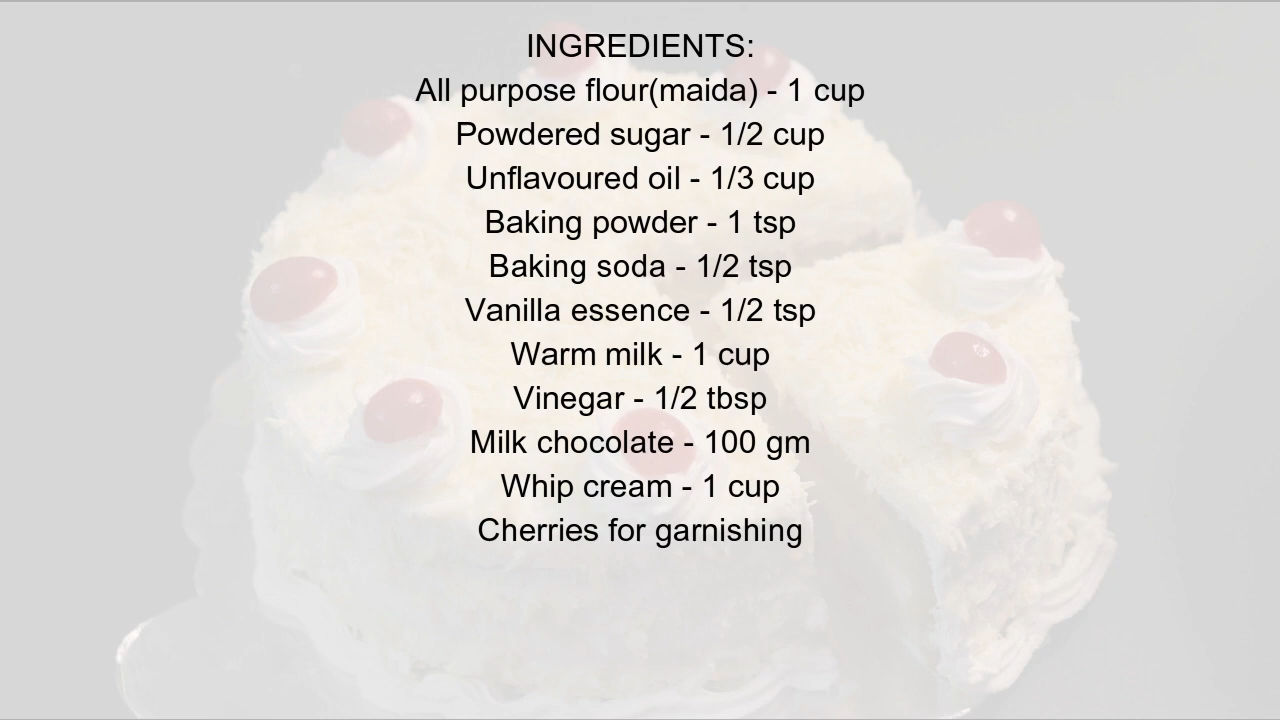 INGREDIENTS:
All purpose flour(maida) - 1 cup
Powdered sugar - 1/2 cup
Unflavoured oil - 1/3 cup
Baking powder - 1 tsp
Baking soda - 1/2 tsp
Vanilla essence - 1/2 tsp
Warm milk - 1 cup
Vinegar - 1/2 tbsp
Milk chocolate - 100 gm
Whip cream - 1 cup
Cherries for garnishing